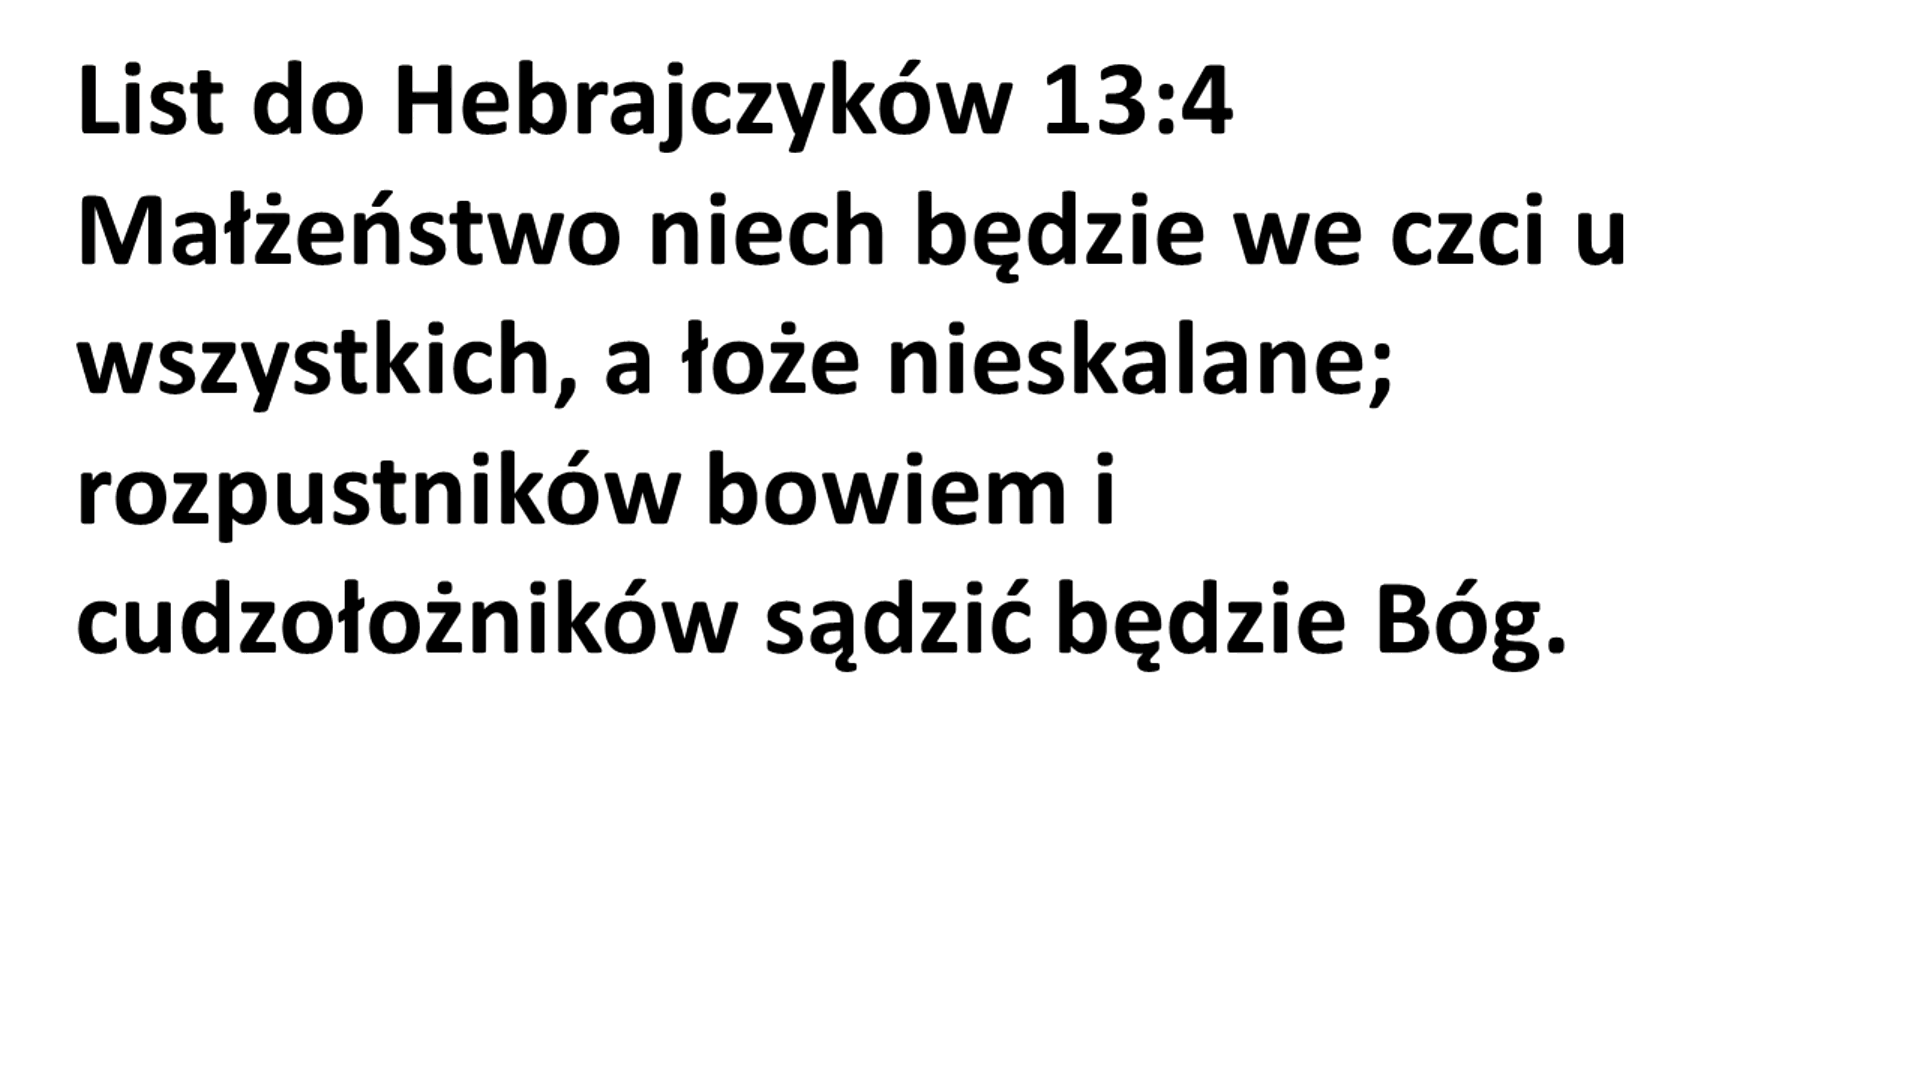 List do Hebrajczyków 13:4
Małżeństwo niech będzie we czci u
wszystkich, a łoże nieskalane;
rozpustników bowiem i
cudzołożników sądzić będzie Bóg.